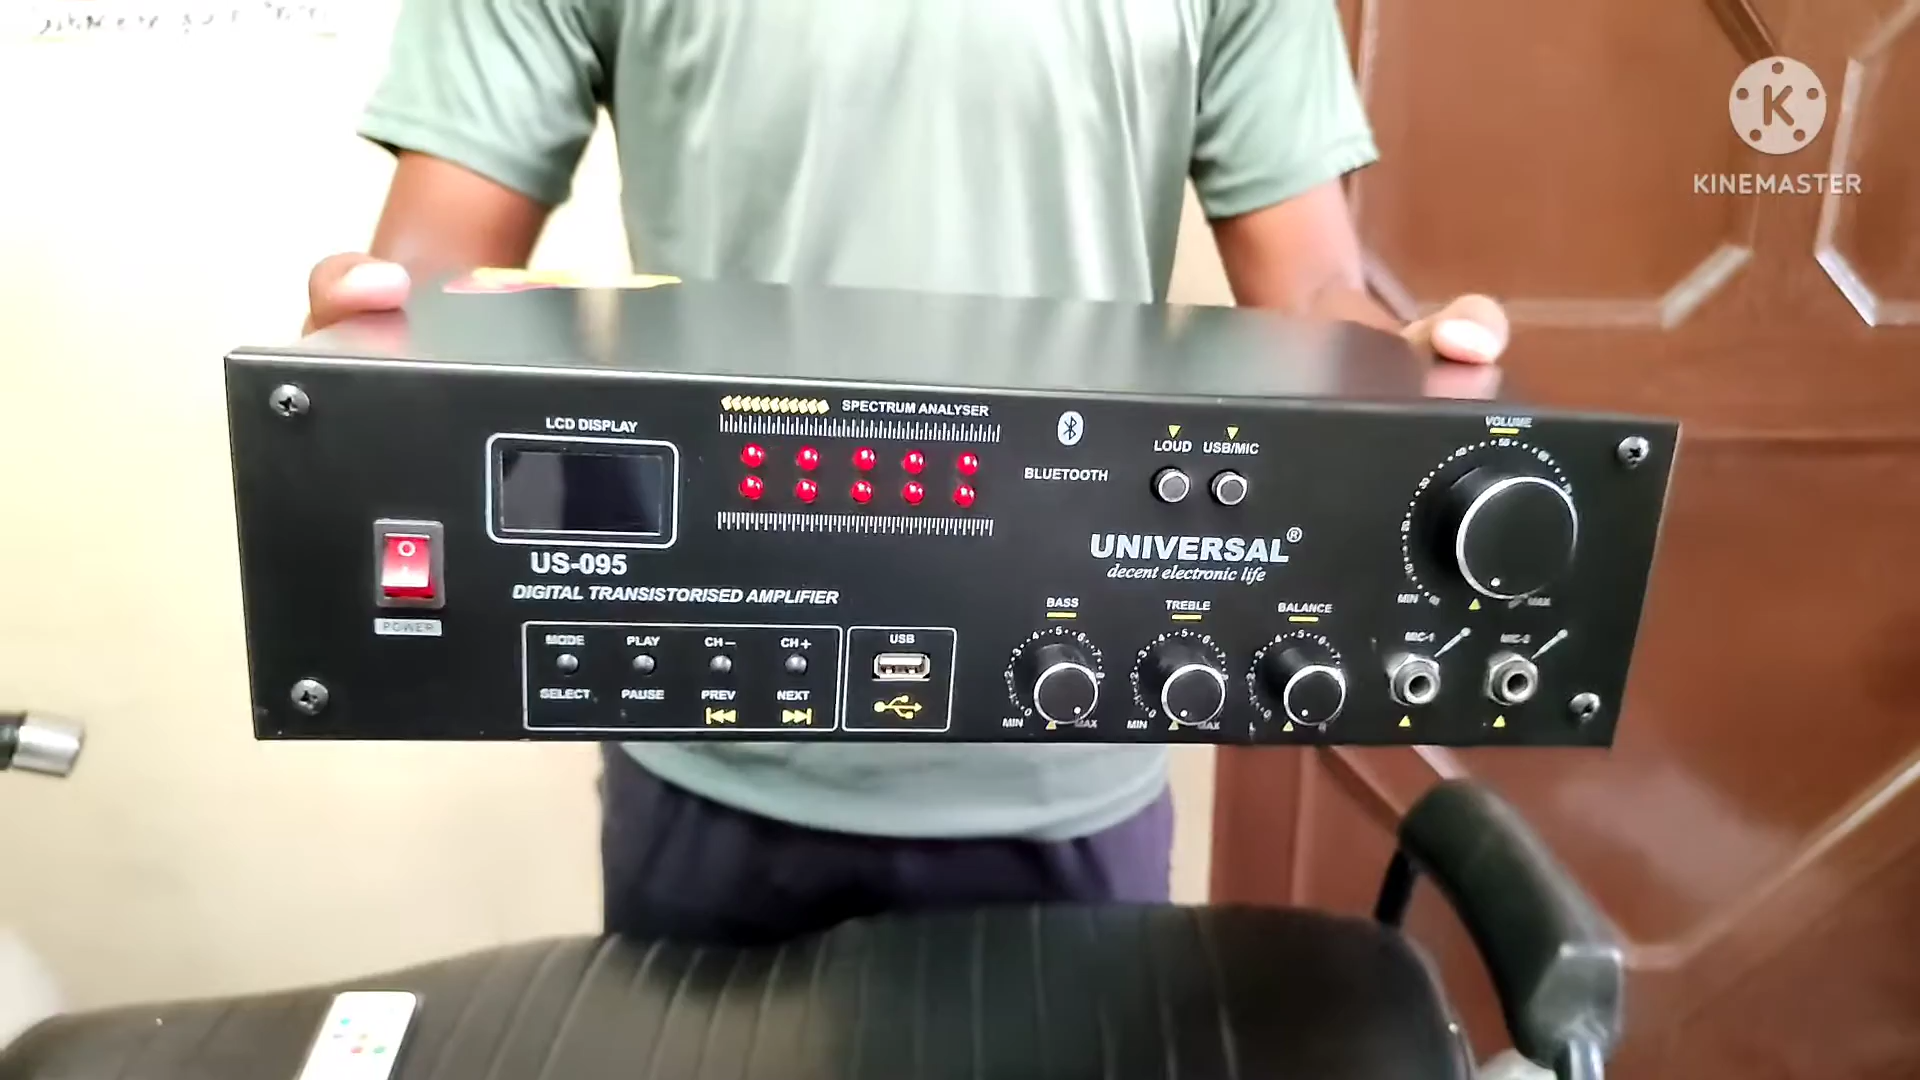 KINEMASTER
SPECTRUM ANALYSER
LCD DISPLAY
BLUETOOTH
LOUD
USB/MIC
VOLUME
US-095
DIGITAL TRANSISTORISED AMPLIFIER
UNIVERSAL®
decent electronic life
POWER
MODE
PLAY
CH−
CH+
SELECT
PAUSE
PREV
NEXT
USB
BASS
MIN
MAX
TREBLE
MIN
MAX
BALANCE
MIN
MAX
MIC-1
MIC-2